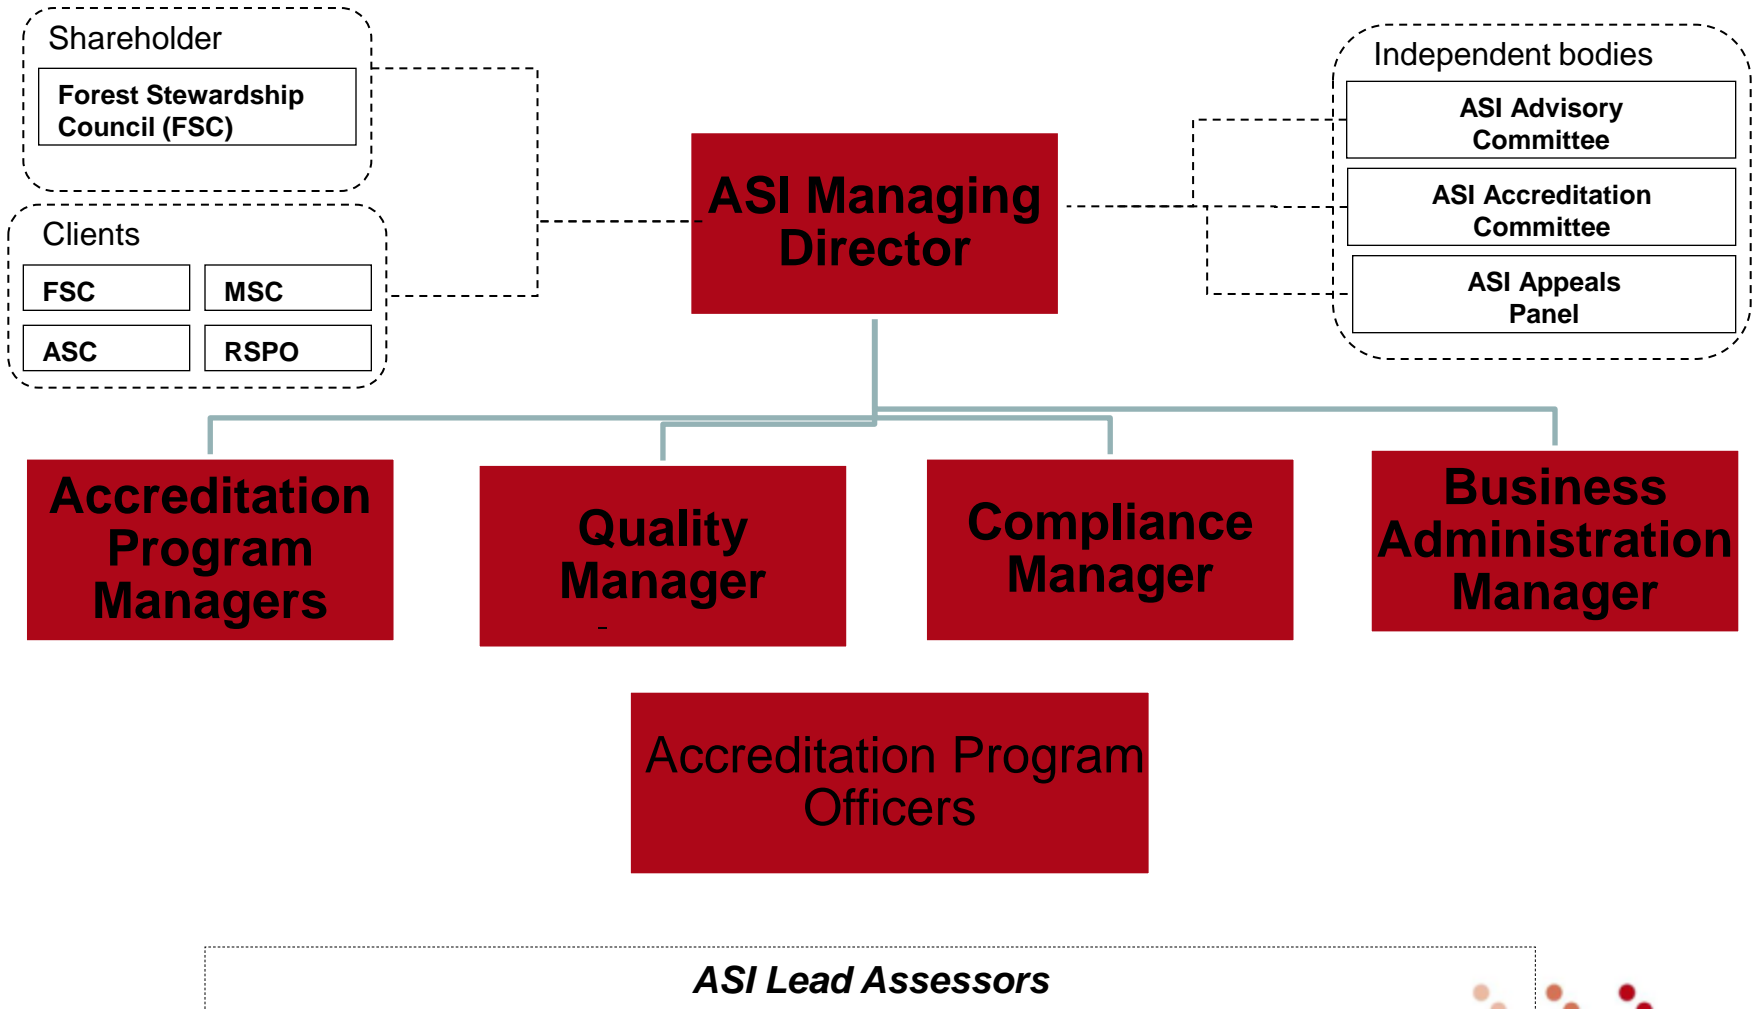 Shareholder
Forest Stewardship
Council (FSC)
Clients
FSC
MSC
ASC
RSPO
ASI Managing
Director
Independent bodies
ASI Advisory
Committee
ASI Accreditation
Committee
ASI Appeals
Panel
Accreditation
Program
Managers
Quality
Manager
–
Compliance
Manager
Business
Administration
Manager
Accreditation Program
Officers
ASI Lead Assessors